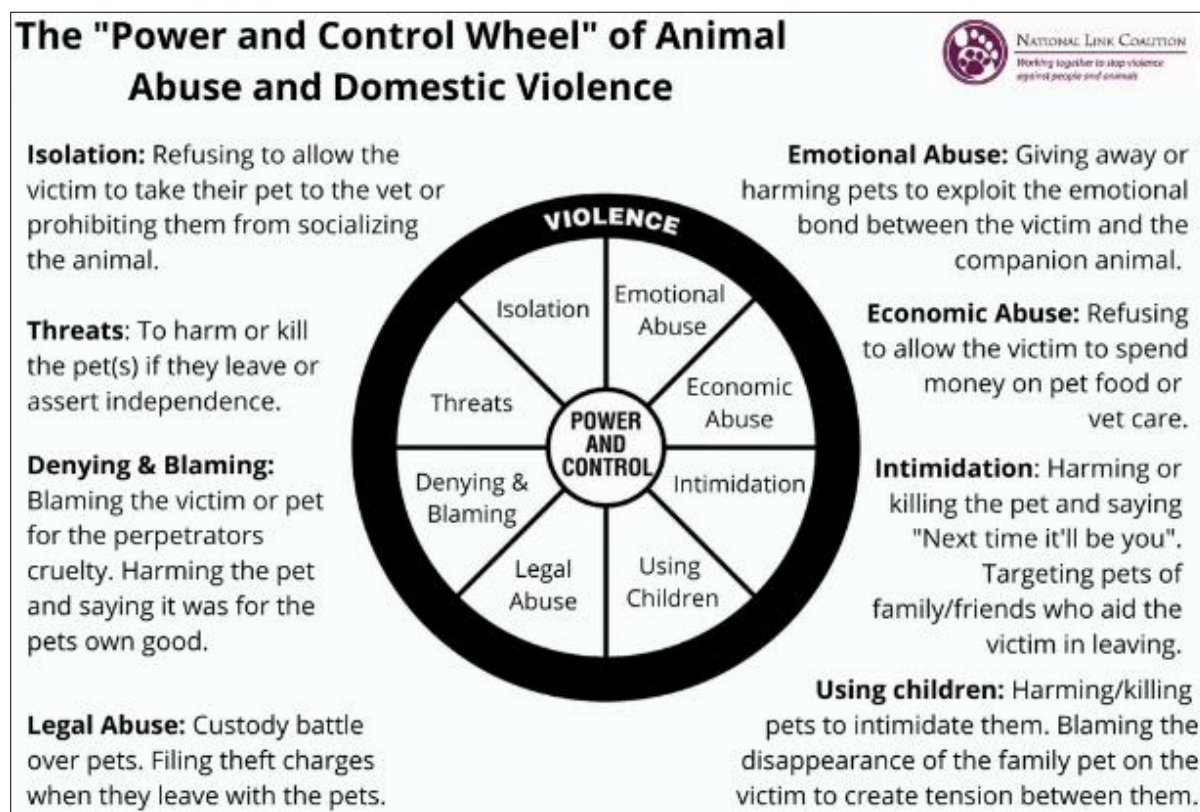 The "Power and Control Wheel" of Animal
Abuse and Domestic Violence
NATIONAL LINK COALITION
Working together to stop violence
against people and animals
Isolation: Refusing to allow the
victim to take their pet to the vet or
prohibiting them from socializing
the animal.
Threats: To harm or kill
the pet(s) if they leave or
assert independence.
Denying & Blaming:
Blaming the victim or pet
for the perpetrators
cruelty. Harming the pet
and saying it was for the
pets own good.
Legal Abuse: Custody battle
over pets. Filing theft charges
when they leave with the pets.
VIOLENCE
Isolation
Emotional
Abuse
Economic
Abuse
Intimidation
Using
Children
Legal
Abuse
Denying &
Blaming
Threats
POWER
AND
CONTROL
Emotional Abuse: Giving away or
harming pets to exploit the emotional
bond between the victim and the
companion animal.
Economic Abuse: Refusing
to allow the victim to spend
money on pet food or
vet care.
Intimidation: Harming or
killing the pet and saying
"Next time it'll be you".
Targeting pets of
family/friends who aid the
victim in leaving.
Using children: Harming/killing
pets to intimidate them. Blaming the
disappearance of the family pet on the
victim to create tension between them.